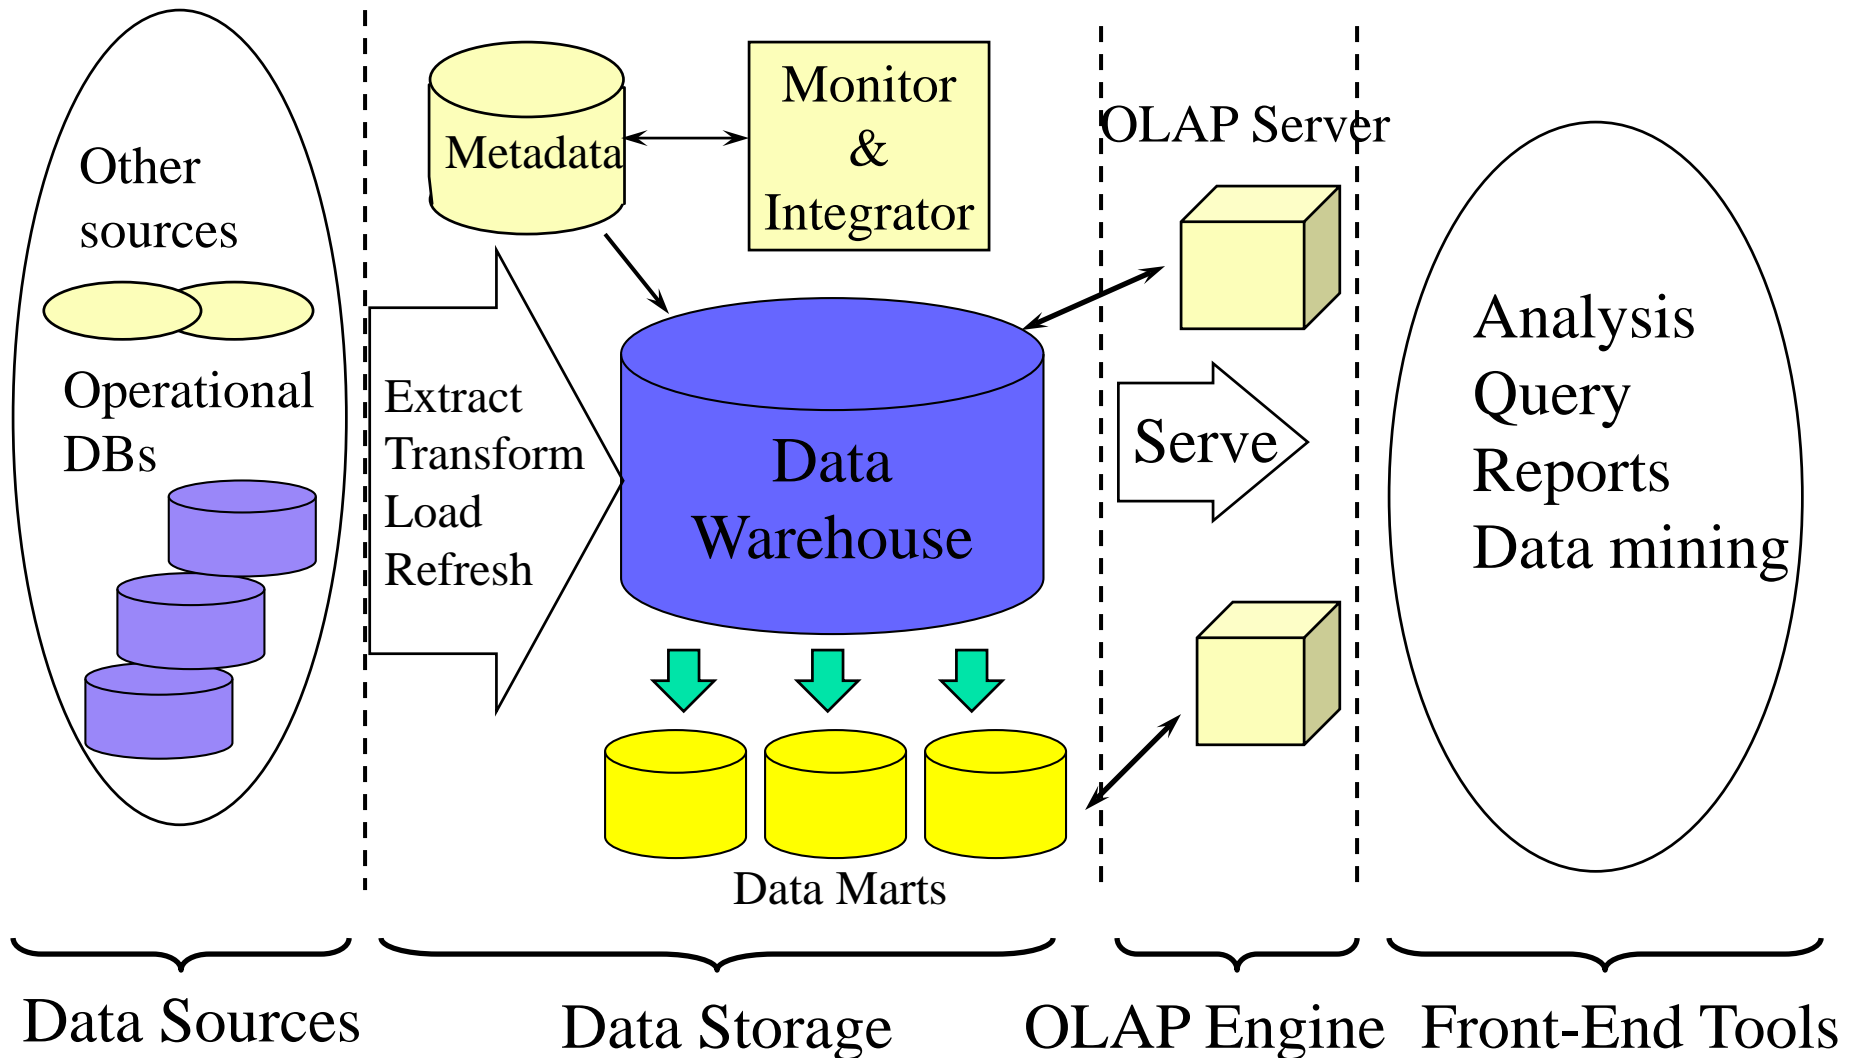 Other
sources
Operational
DBs
Metadata
Monitor
&
Integrator
Extract
Transform
Load
Refresh
Data
Warehouse
Data Marts
OLAP Server
Serve
Analysis
Query
Reports
Data mining
Data Sources
Data Storage
OLAP Engine
Front-End Tools